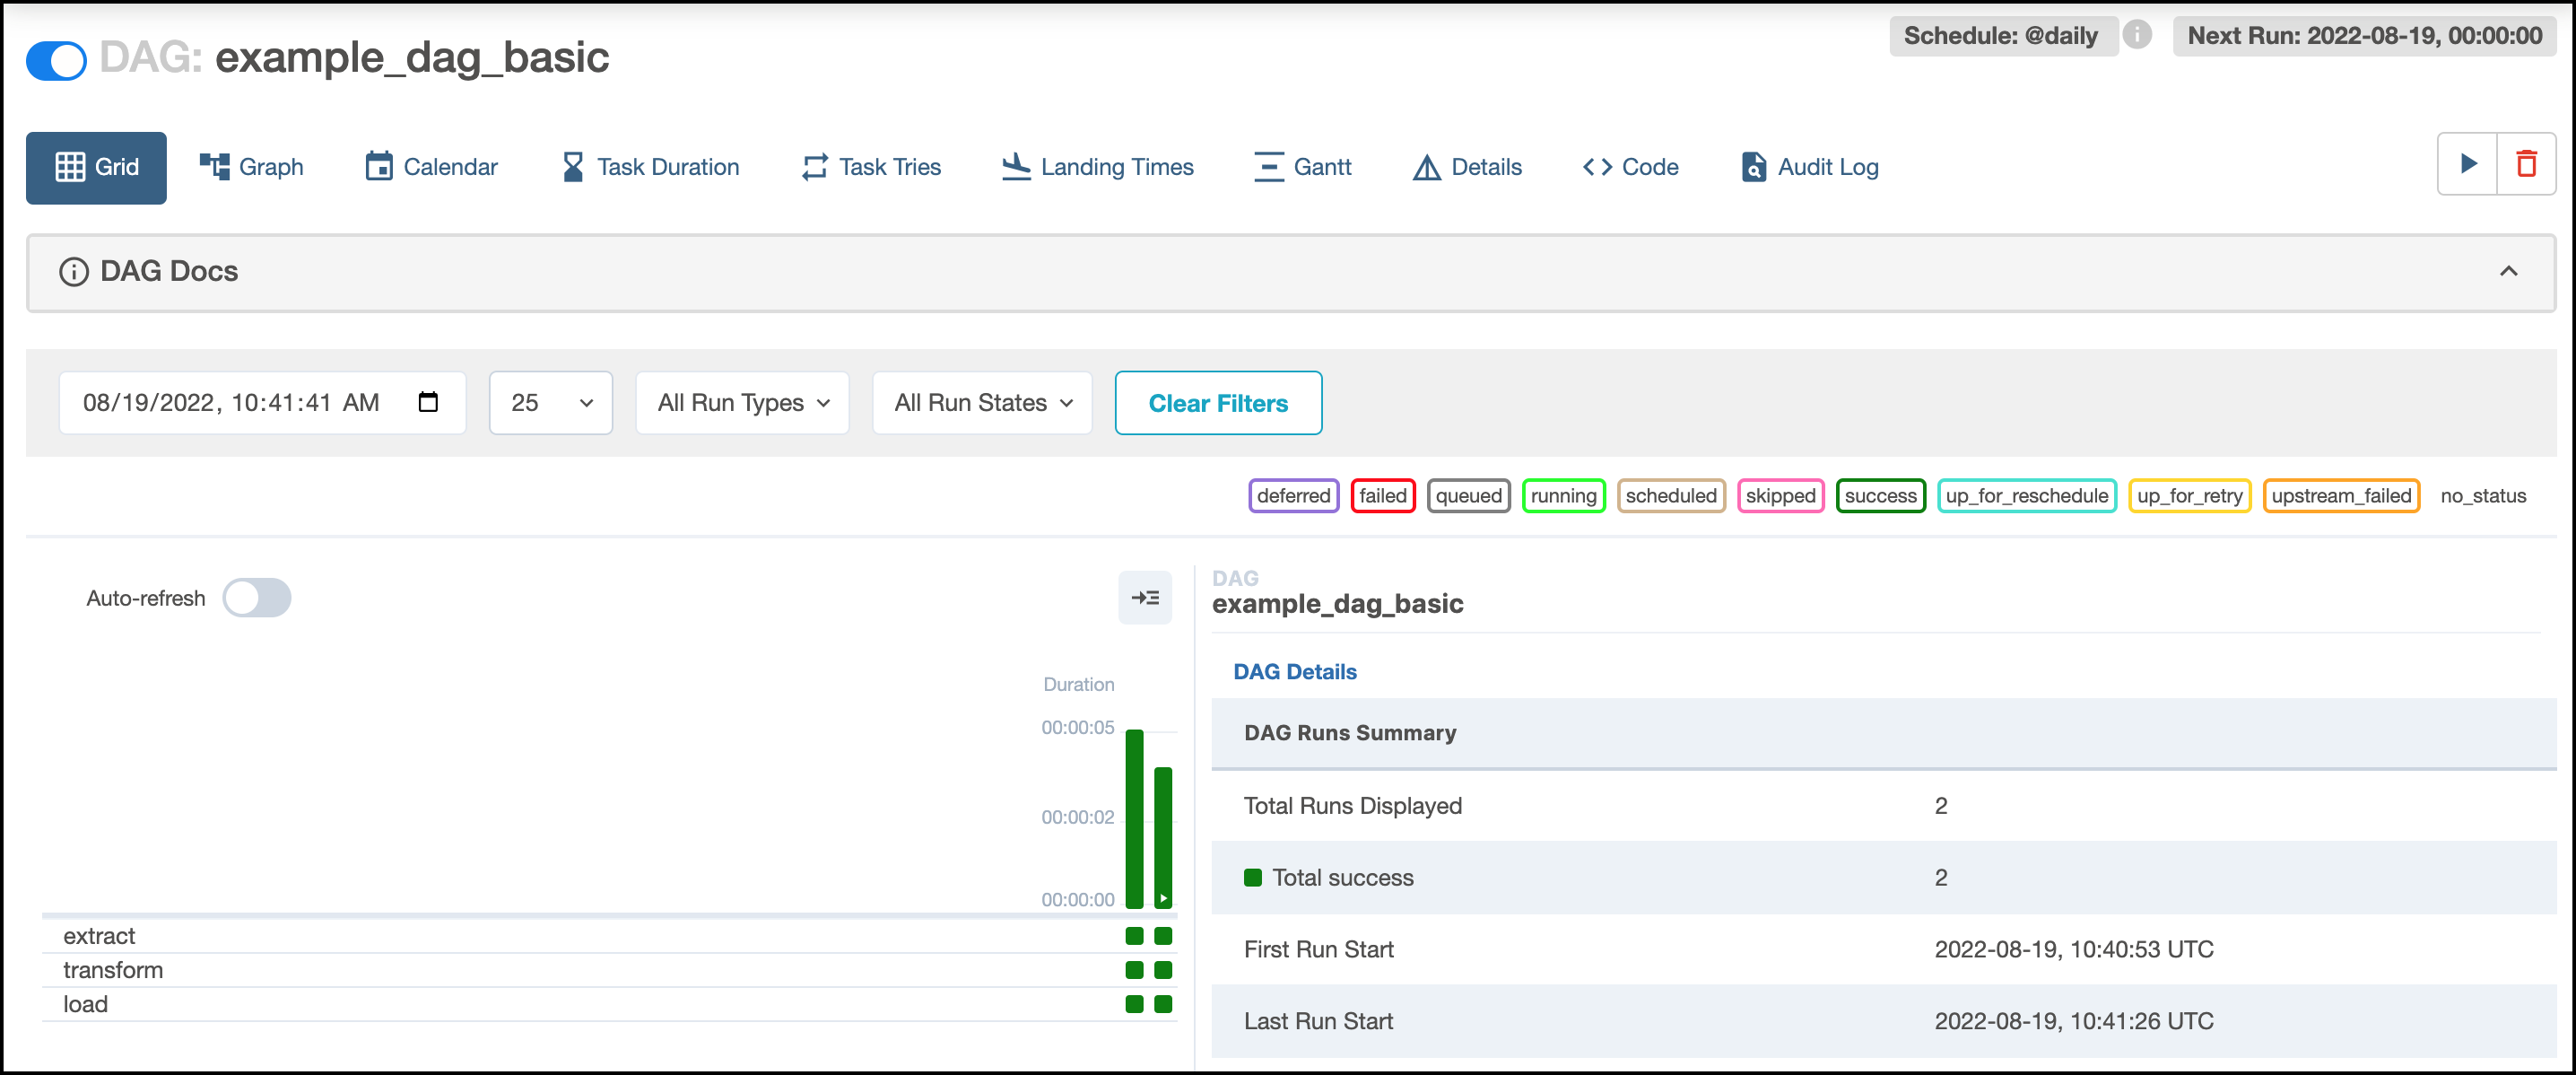 DAG: example_dag_basic
Schedule: @daily
Next Run: 2022-08-19, 00:00:00
Grid
Graph
Calendar
Task Duration
Task Tries
Landing Times
Gantt
Details
Code
Audit Log
DAG Docs
08/19/2022, 10:41:41 AM
25
All Run Types
All Run States
Clear Filters
deferred
failed
queued
running
scheduled
skipped
success
up_for_reschedule
up_for_retry
upstream_failed
no_status
Auto-refresh
Duration
00:00:05
00:00:02
00:00:00
extract
transform
load
DAG
example_dag_basic
DAG Details
DAG Runs Summary
Total Runs Displayed 2
Total success 2
First Run Start 2022-08-19, 10:40:53 UTC
Last Run Start 2022-08-19, 10:41:26 UTC